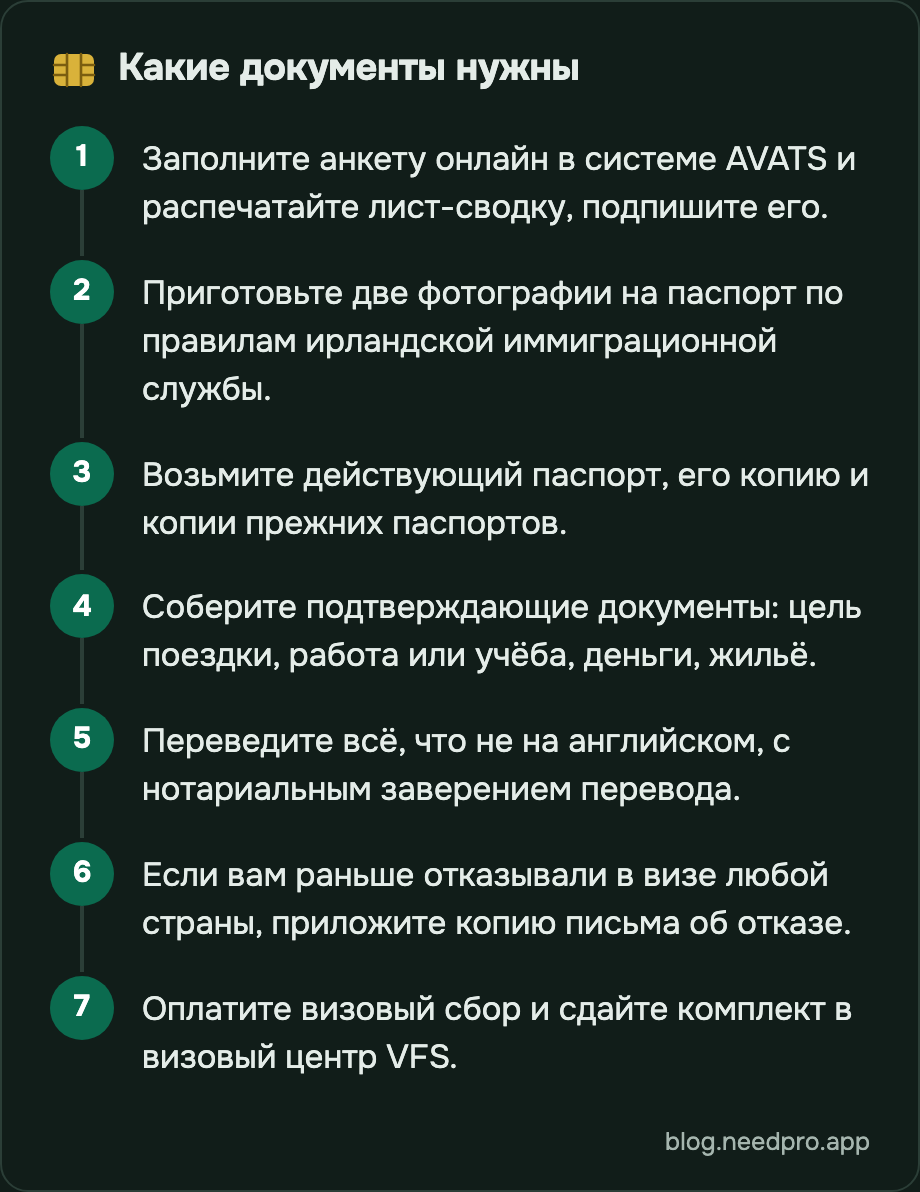 Какие документы нужны
1
Заполните анкету онлайн в системе AVATS и
распечатайте лист-сводку, подпишите его.
2
Приготовьте две фотографии на паспорт по
правилам ирландской иммиграционной
службы.
3
Возьмите действующий паспорт, его копию и
копии прежних паспортов.
4
Соберите подтверждающие документы: цель
поездки, работа или учёба, деньги, жильё.
5
Переведите всё, что не на английском, с
нотариальным заверением перевода.
6
Если вам раньше отказывали в визе любой
страны, приложите копию письма об отказе.
7
Оплатите визовый сбор и сдайте комплект в
визовый центр VFS.
blog.needpro.app